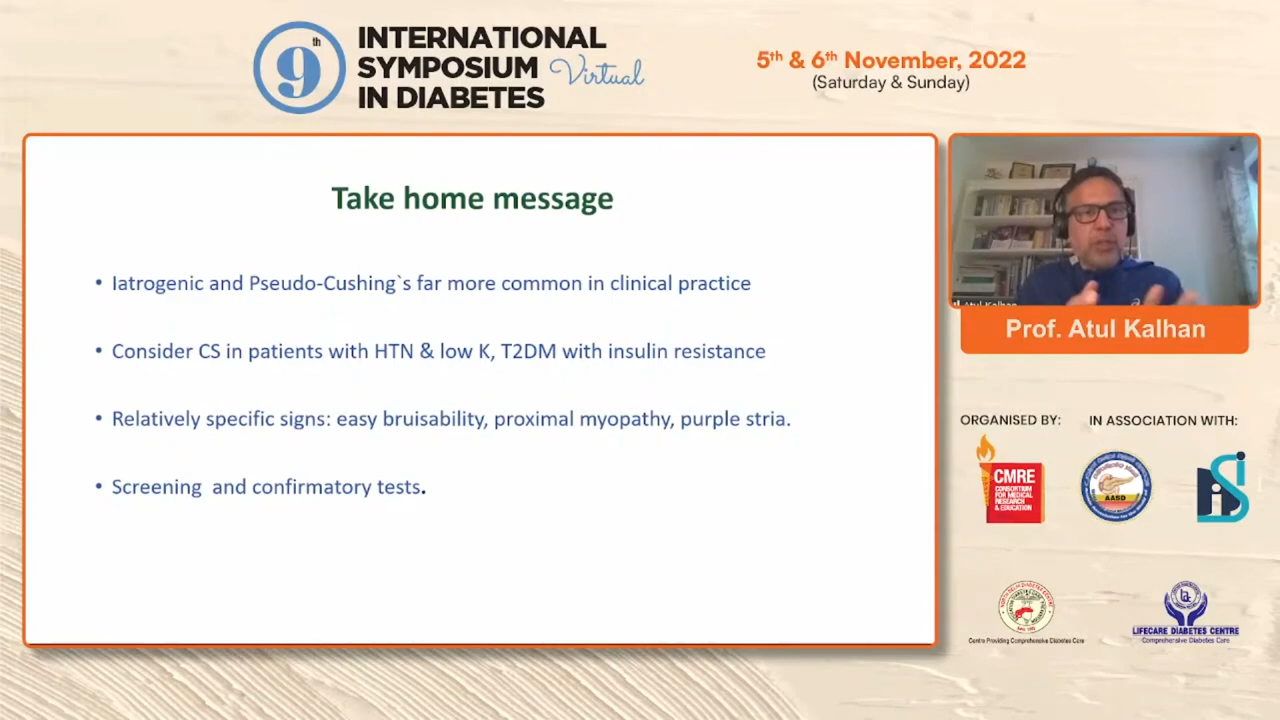 9th
INTERNATIONAL
SYMPOSIUM Virtual
IN DIABETES
5th & 6th November, 2022
(Saturday & Sunday)
Take home message
• Iatrogenic and Pseudo-Cushing`s far more common in clinical practice
• Consider CS in patients with HTN & low K, T2DM with insulin resistance
• Relatively specific signs: easy bruisability, proximal myopathy, purple stria.
• Screening and confirmatory tests.
Atul Kalhan
Prof. Atul Kalhan
ORGANISED BY:
IN ASSOCIATION WITH:
CMRE
CONSORTIUM
FOR MEDICAL
RESEARCH
& EDUCATION
AASD
Centre Providing Comprehensive Diabetes Care
LIFECARE DIABETES CENTRE
Comprehensive Diabetes Care